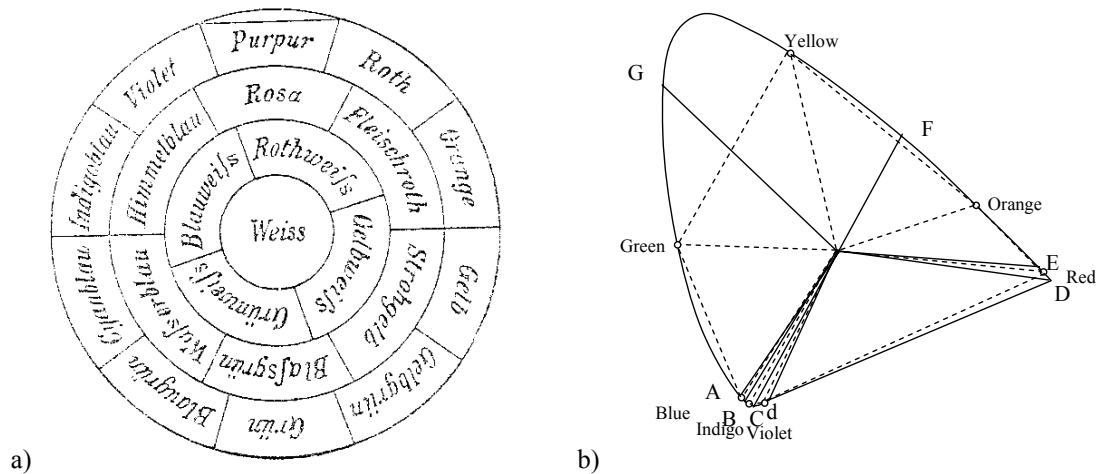 Purpur
Roth
Orange
Gelb
Gelbgrün
Grün
Blaugrün
Cyanblau
Indigoblau
Violet
Rosa
Fleischroth
Strohgelb
Blaſsgrün
Waſserblau
Himmelblau
Rothweiſs
Gelbweiſs
Grünweiſs
Blauweiſs
Weiss
a)
Yellow
G
F
Orange
Green
E
Red
D
A
B
C
d
Blue
Indigo
Violet
b)